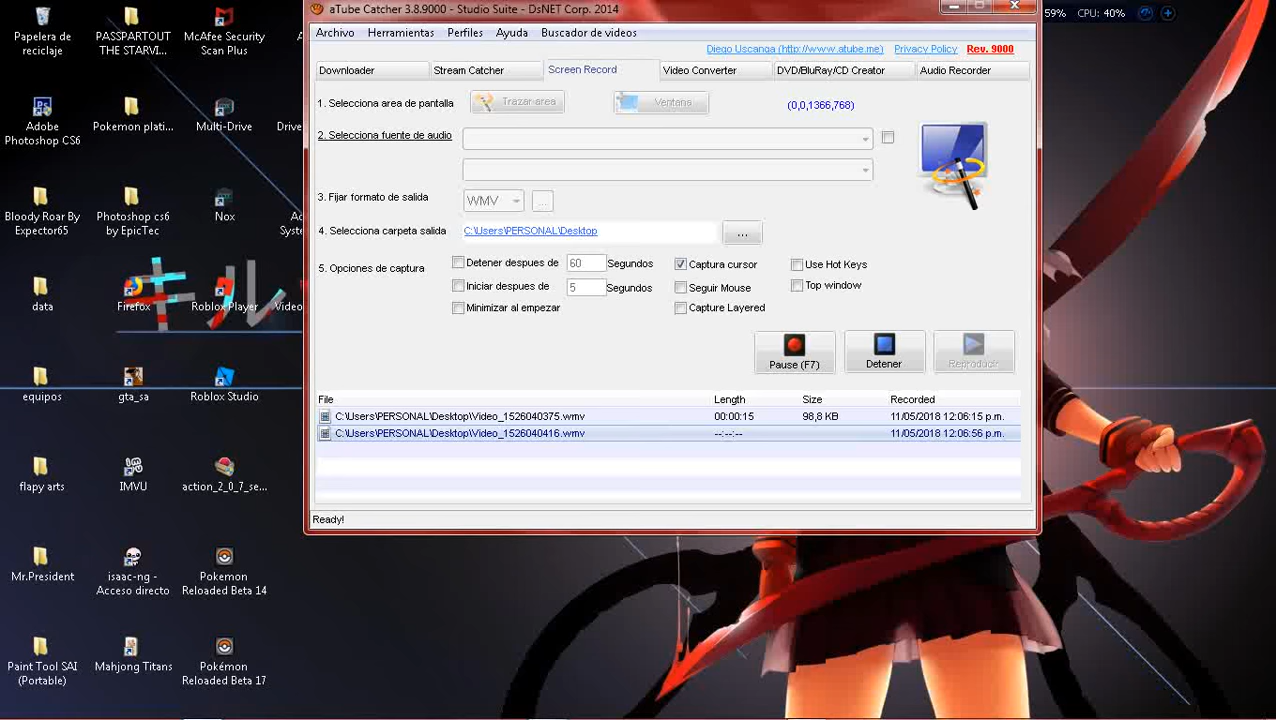 aTube Catcher 3.8.9000 - Studio Suite - DsNET Corp. 2014
59% CPU: 40%
Archivo Herramientas Perfiles Ayuda Buscador de videos
Diego Uscanga (http://www.atube.me) Privacy Policy Rev. 9000
Downloader Stream Catcher Screen Record Video Converter DVD/BluRay/CD Creator Audio Recorder
1. Selecciona area de pantalla Trazar area Ventana (0,0,1366,768)
2. Selecciona fuente de audio
3. Fijar formato de salida WMV ...
4. Selecciona carpeta salida C:\Users\PERSONAL\Desktop ...
5. Opciones de captura
Detener despues de 60 Segundos Captura cursor Use Hot Keys
Iniciar despues de 5 Segundos Seguir Mouse Top window
Minimizar al empezar Capture Layered
Pause (F7) Detener Reproducir
File Length Size Recorded
C:\Users\PERSONAL\Desktop\Video_1526040375.wmv 00:00:15 98,8 KB 11/05/2018 12:06:15 p.m.
C:\Users\PERSONAL\Desktop\Video_1526040416.wmv --:--:-- 11/05/2018 12:06:56 p.m.
Ready!
Papelera de
reciclaje
PASSPARTOUT
THE STARVI...
McAfee Security
Scan Plus
Adobe
Photoshop CS6
Pokemon plati...
Multi-Drive
Drive
Bloody Roar By
Expector65
Photoshop cs6
by EpicTec
Nox
Ac
Syste
キル
data
Firefox
Roblox Player
Video
equipos
gta_sa
Roblox Studio
flapy arts
IMVU
action_2_0_7_se...
Mr.President
isaac-ng -
Acceso directo
Pokemon
Reloaded Beta 14
Paint Tool SAI
(Portable)
Mahjong Titans
Pokémon
Reloaded Beta 17